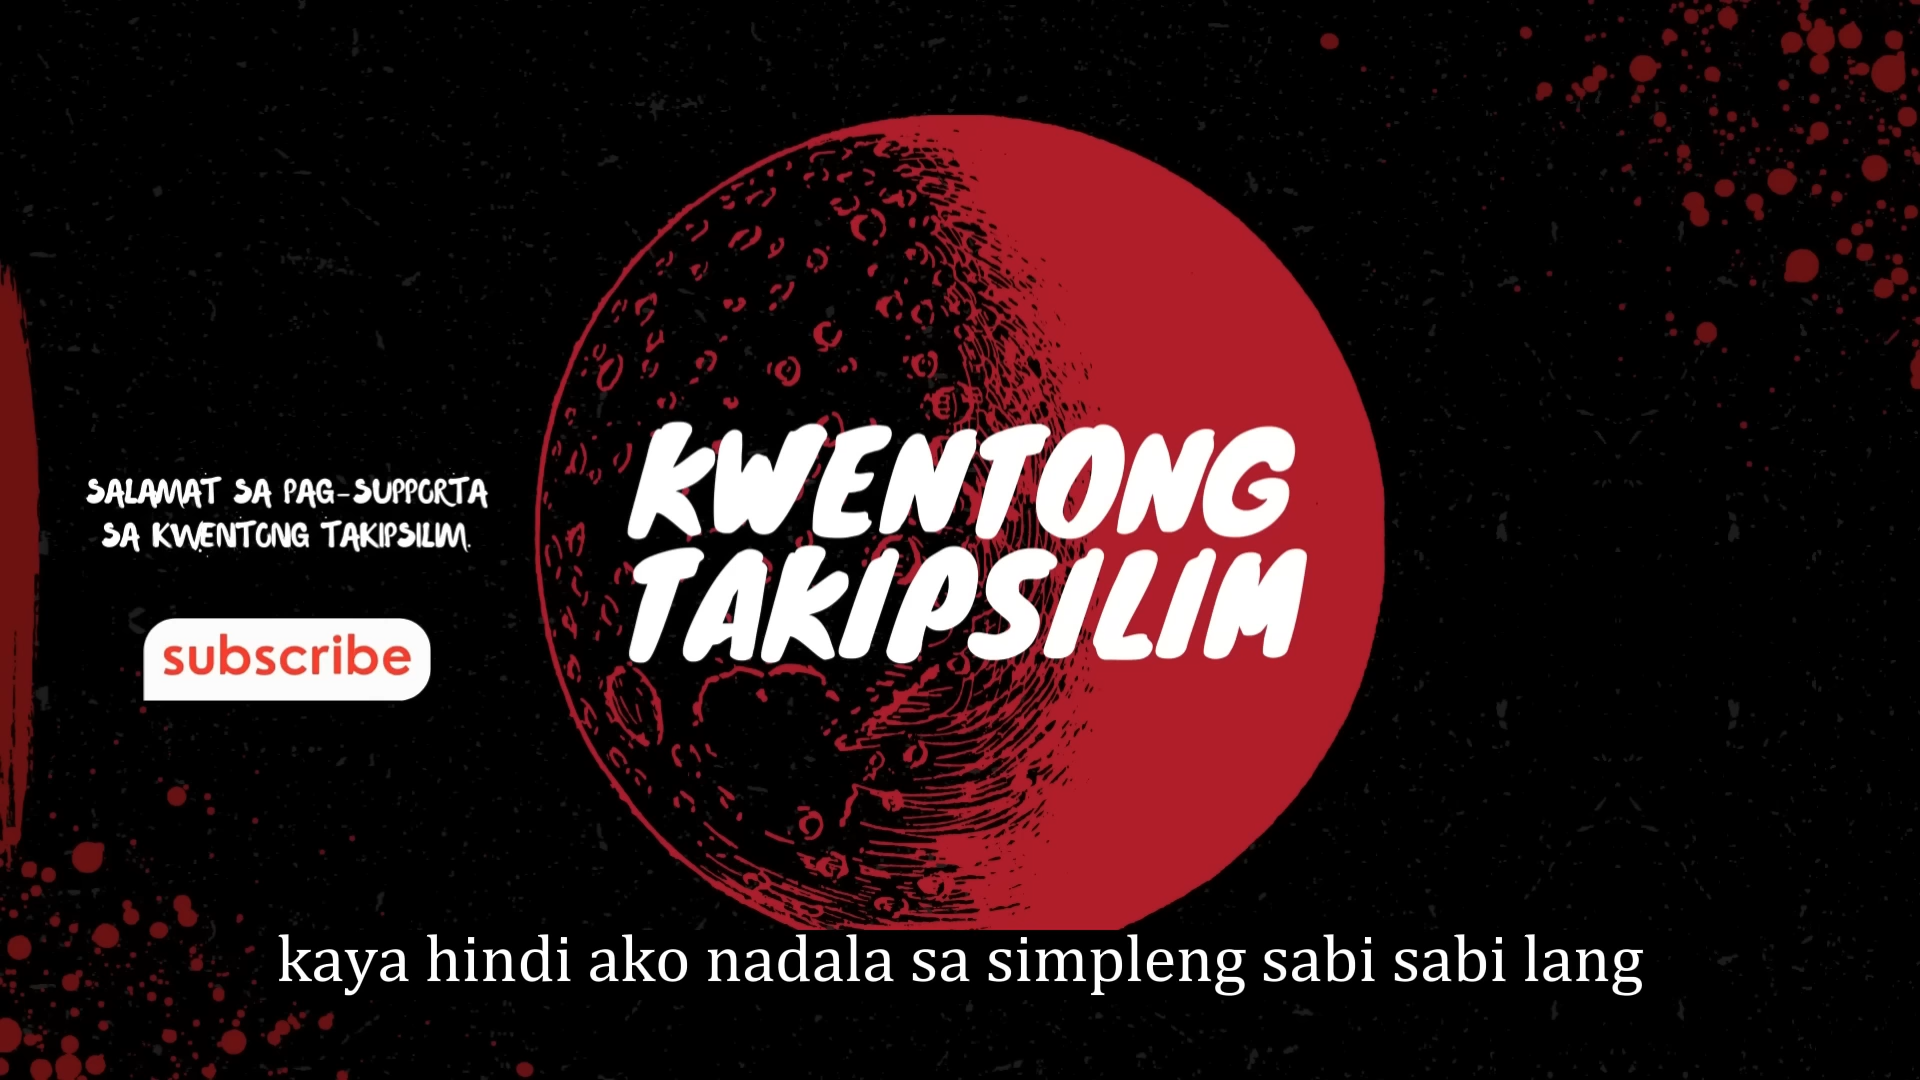 SALAMAT SA PAG-SUPPORTA
SA KWENTONG TAKIPSILIM.
subscribe
KWENTONG
TAKIPSILIM
kaya hindi ako nadala sa simpleng sabi sabi lang